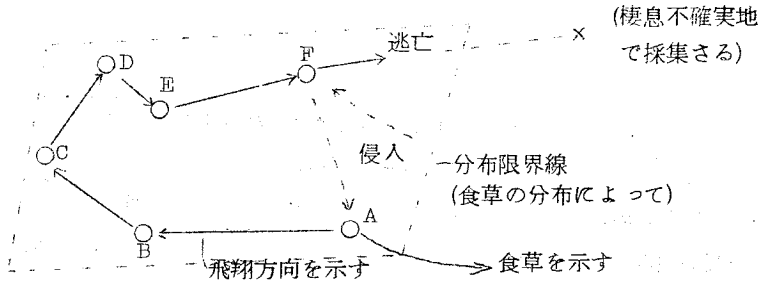 (棲息不確実地
で採集さる)
×
逃亡
F
D
E
C
侵入
分布限界線
(食草の分布によって)
A
B
飛翔方向を示す
食草を示す